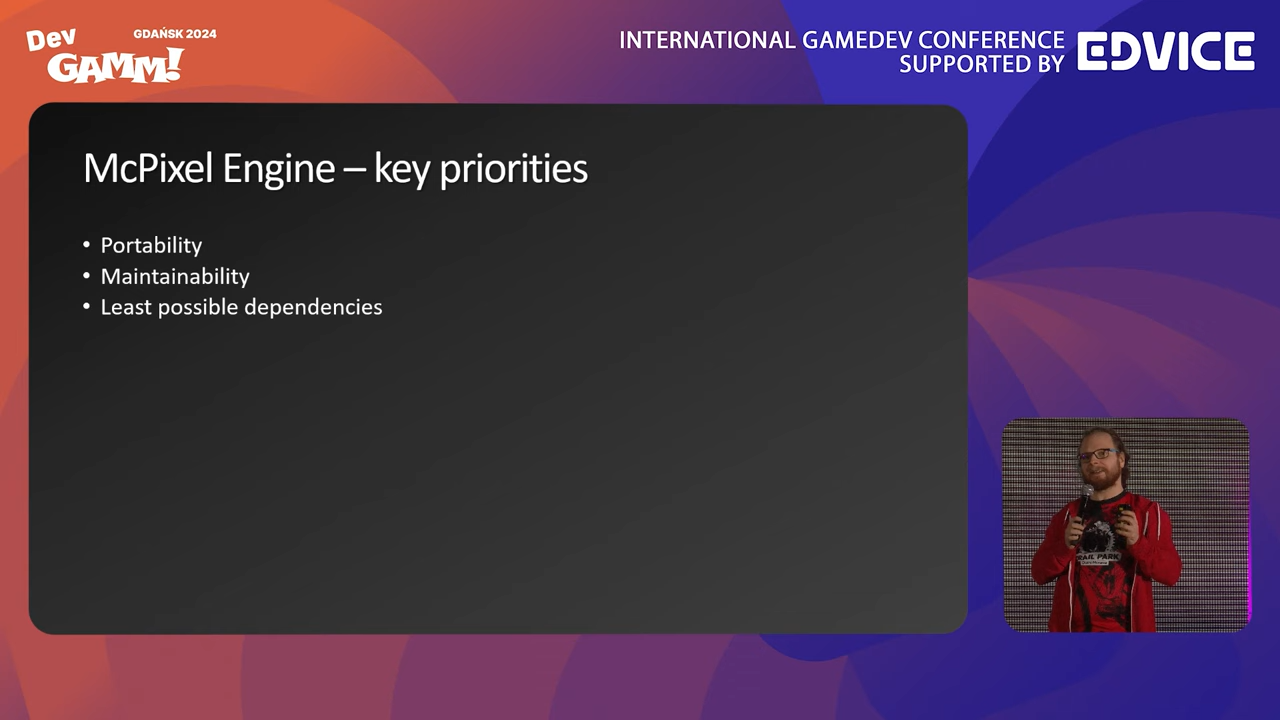 Dev
GAMM!
GDAŃSK 2024
INTERNATIONAL GAMEDEV CONFERENCE
SUPPORTED BY
EDVICE
McPixel Engine – key priorities
• Portability
• Maintainability
• Least possible dependencies
RAIL PARK